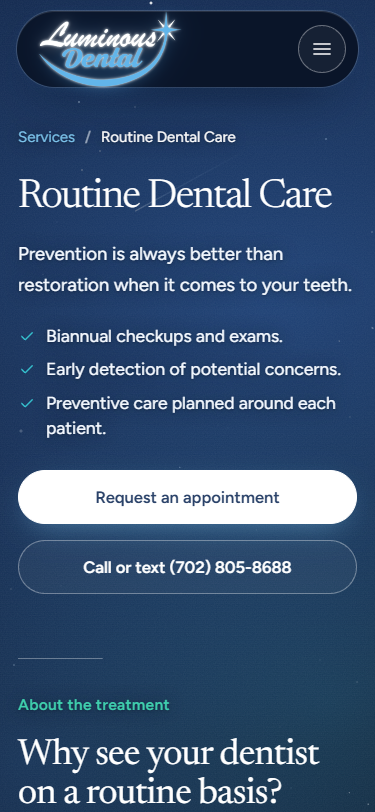 Luminous
Dental
Services / Routine Dental Care
Routine Dental Care
Prevention is always better than
restoration when it comes to your teeth.
Biannual checkups and exams.
Early detection of potential concerns.
Preventive care planned around each
patient.
Request an appointment
Call or text (702) 805-8688
About the treatment
Why see your dentist
on a routine basis?